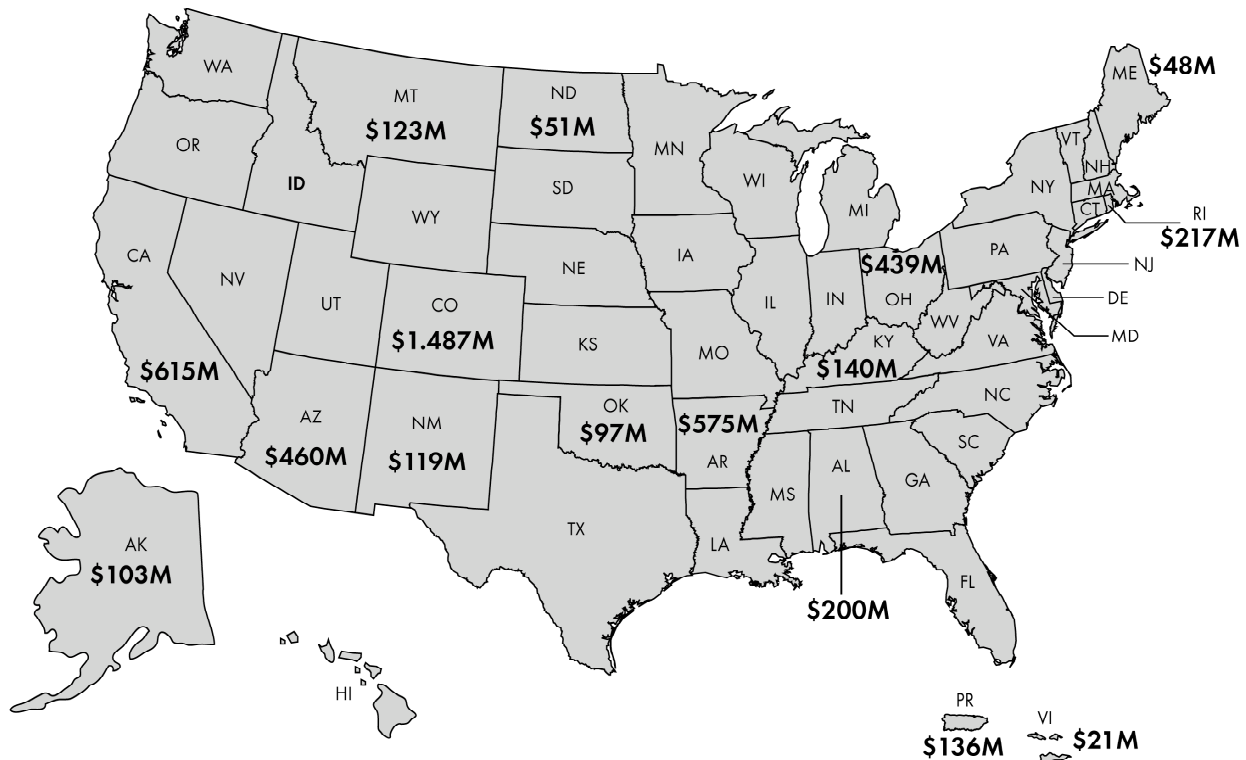 WA
MT
$123M
ND
$51M
ME
$48M
OR
ID
MN
VT
NH
SD
WI
NY
MA
WY
MI
CT
RI
$217M
CA
NV
NE
IA
PA
$439M
NJ
UT
CO
$1.487M
IL
IN
OH
DE
WV
MD
KS
MO
KY
VA
$140M
$615M
AZ
$460M
NM
$119M
OK
$97M
$575M
AR
TN
NC
SC
MS
AL
GA
TX
LA
AK
$103M
FL
$200M
HI
PR
$136M
VI
$21M